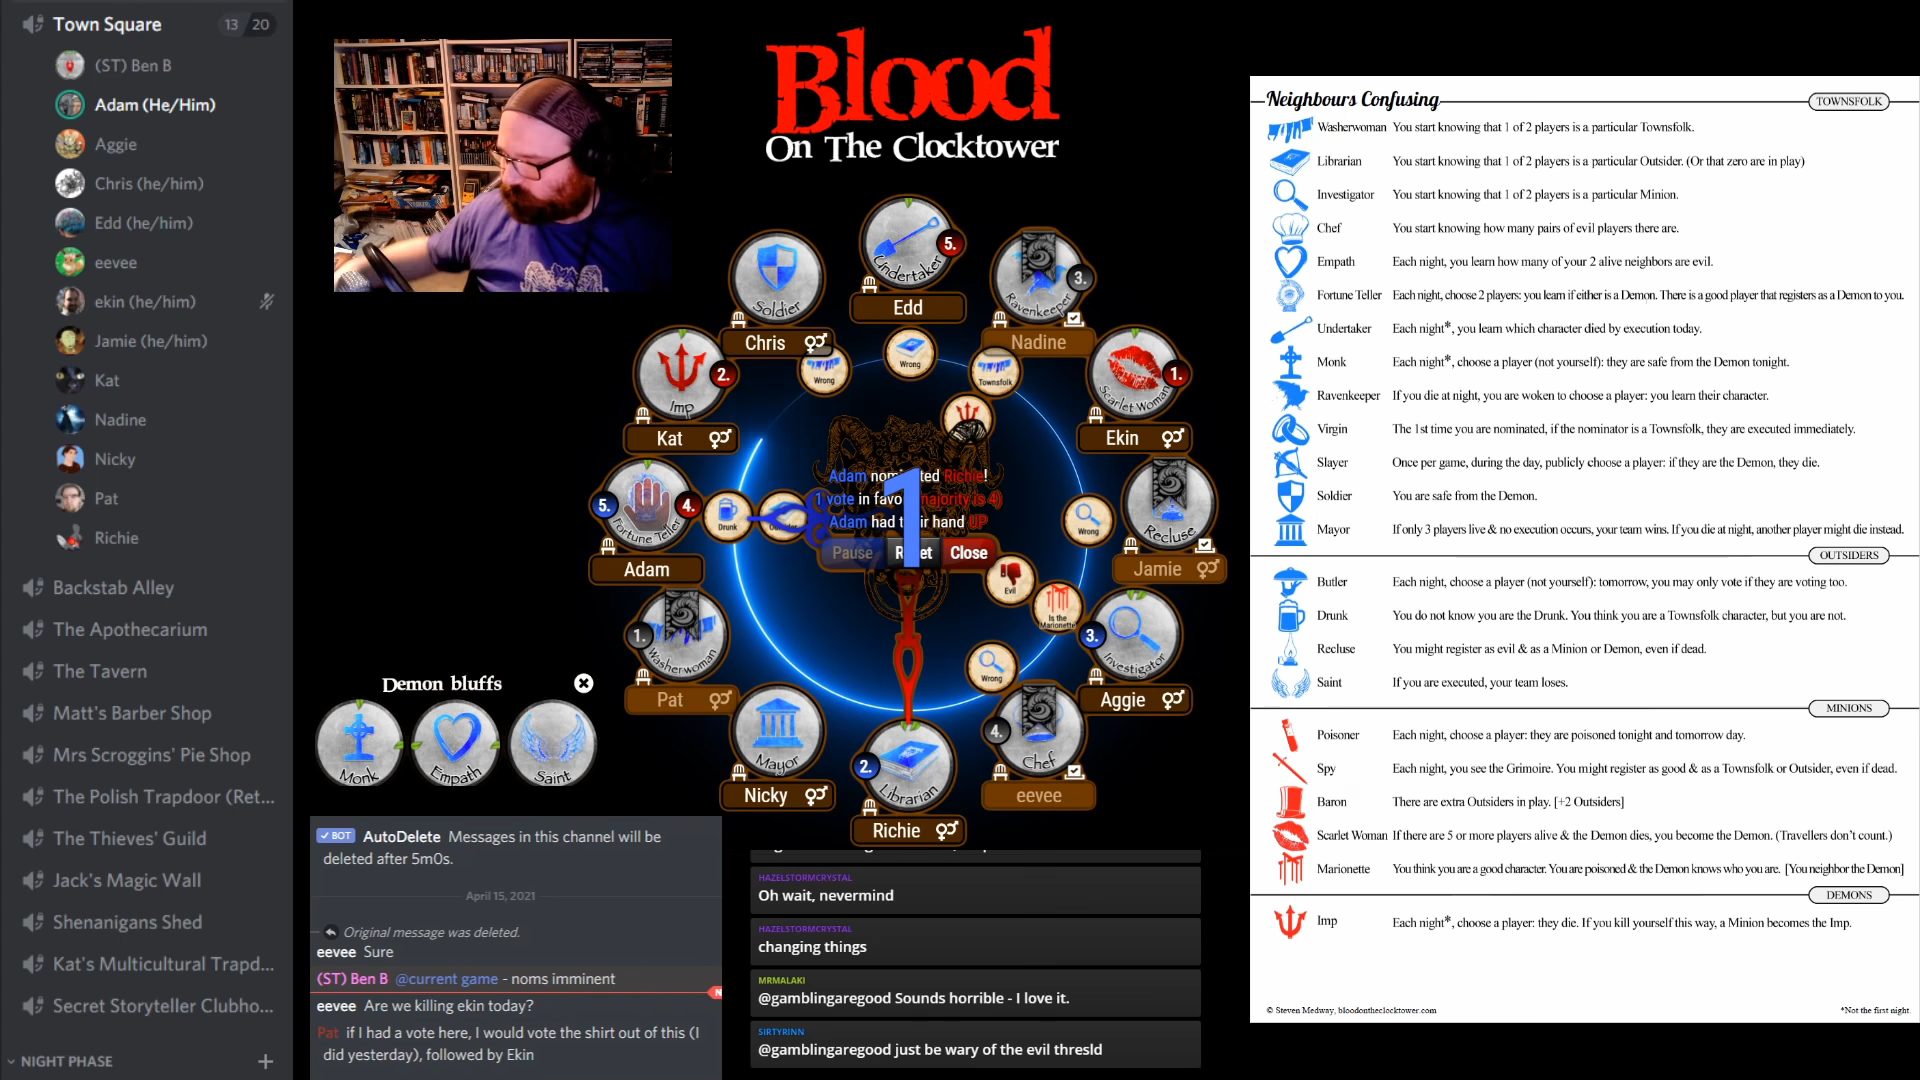 Town Square
13 20
(ST) Ben B
Adam (He/Him)
Aggie
Chris (he/him)
Edd (he/him)
eevee
ekin (he/him)
Jamie (he/him)
Kat
Nadine
Nicky
Pat
Richie
Backstab Alley
The Apothecarium
The Tavern
Matt's Barber Shop
Mrs Scroggins' Pie Shop
The Polish Trapdoor (Ret...
The Thieves' Guild
Jack's Magic Wall
Shenanigans Shed
Kat's Multicultural Trapd...
Secret Storyteller Clubho...
NIGHT PHASE
Blood
On The Clocktower
Undertaker
5.
Edd
Ravenkeeper
3.
Nadine
Scarlet Woman
1.
Ekin
Recluse
Jamie
Investigator
3.
Aggie
Chef
4.
eevee
Librarian
2.
Richie
Mayor
Nicky
Washerwoman
1.
Pat
Fortune Teller
5.
4.
Adam
Imp
2.
Kat
Soldier
Chris
Wrong
Wrong
Townsfolk
Wrong
Evil
Is the Marionette
Wrong
Drunk
Adam nominated Richie!
1 vote in favour (majority is 4)
Adam had their hand UP
1
Pause
Reset
Close
Demon bluffs
Monk
Empath
Saint
BOT AutoDelete Messages in this channel will be
deleted after 5m0s.
April 15, 2021
Original message was deleted.
eevee Sure
(ST) Ben B @current game - noms imminent
eevee Are we killing ekin today?
Pat if I had a vote here, I would vote the shirt out of this (I
did yesterday), followed by Ekin
HAZELSTORMCRYSTAL
Oh wait, nevermind
HAZELSTORMCRYSTAL
changing things
MRMALAKI
@gamblingaregood Sounds horrible - I love it.
SIRTYRINN
@gamblingaregood just be wary of the evil thresld
Neighbours Confusing
TOWNSFOLK
Washerwoman You start knowing that 1 of 2 players is a particular Townsfolk.
Librarian You start knowing that 1 of 2 players is a particular Outsider. (Or that zero are in play)
Investigator You start knowing that 1 of 2 players is a particular Minion.
Chef You start knowing how many pairs of evil players there are.
Empath Each night, you learn how many of your 2 alive neighbors are evil.
Fortune Teller Each night, choose 2 players: you learn if either is a Demon. There is a good player that registers as a Demon to you.
Undertaker Each night*, you learn which character died by execution today.
Monk Each night*, choose a player (not yourself): they are safe from the Demon tonight.
Ravenkeeper If you die at night, you are woken to choose a player: you learn their character.
Virgin The 1st time you are nominated, if the nominator is a Townsfolk, they are executed immediately.
Slayer Once per game, during the day, publicly choose a player: if they are the Demon, they die.
Soldier You are safe from the Demon.
Mayor If only 3 players live & no execution occurs, your team wins. If you die at night, another player might die instead.
OUTSIDERS
Butler Each night, choose a player (not yourself): tomorrow, you may only vote if they are voting too.
Drunk You do not know you are the Drunk. You think you are a Townsfolk character, but you are not.
Recluse You might register as evil & as a Minion or Demon, even if dead.
Saint If you are executed, your team loses.
MINIONS
Poisoner Each night, choose a player: they are poisoned tonight and tomorrow day.
Spy Each night, you see the Grimoire. You might register as good & as a Townsfolk or Outsider, even if dead.
Baron There are extra Outsiders in play. [+2 Outsiders]
Scarlet Woman If there are 5 or more players alive & the Demon dies, you become the Demon. (Travellers don't count.)
Marionette You think you are a good character. You are poisoned & the Demon knows who you are. [You neighbor the Demon]
DEMONS
Imp Each night*, choose a player: they die. If you kill yourself this way, a Minion becomes the Imp.
© Steven Medway, bloodontheclocktower.com
*Not the first night.